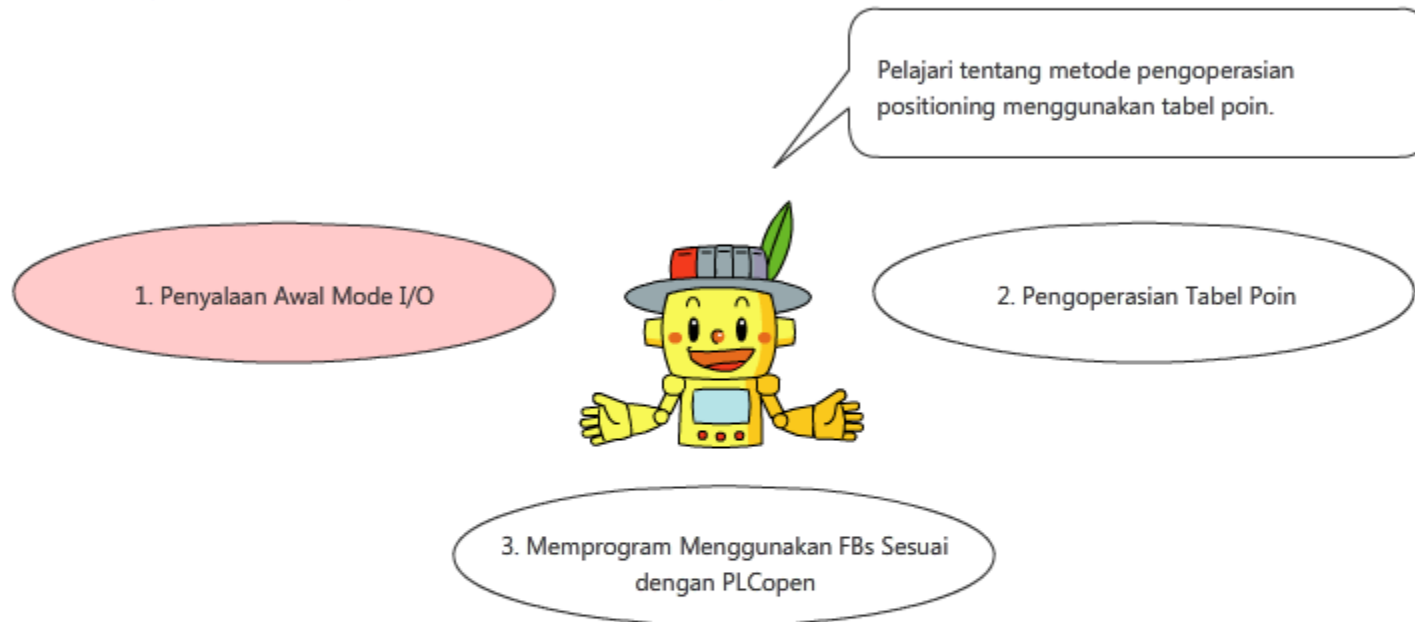 Pelajari tentang metode pengoperasian
positioning menggunakan tabel poin.
1. Penyalaan Awal Mode I/O
2. Pengoperasian Tabel Poin
3. Memprogram Menggunakan FBs Sesuai
dengan PLCopen